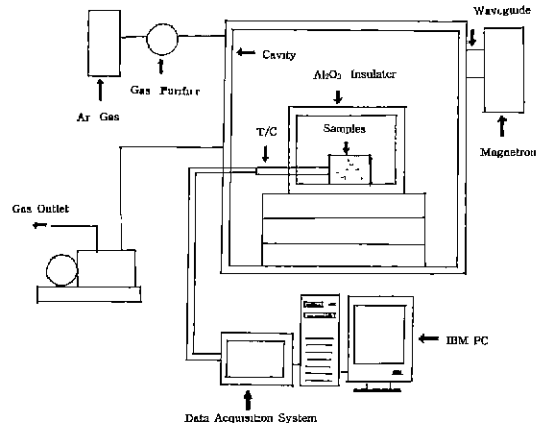 Waveguide
Cavity
Gas Purifier
Al₂O₃ Insulator
Ar Gas
T/C
Samples
Magnetron
Gas Outlet
IBM PC
Data Acquisition System